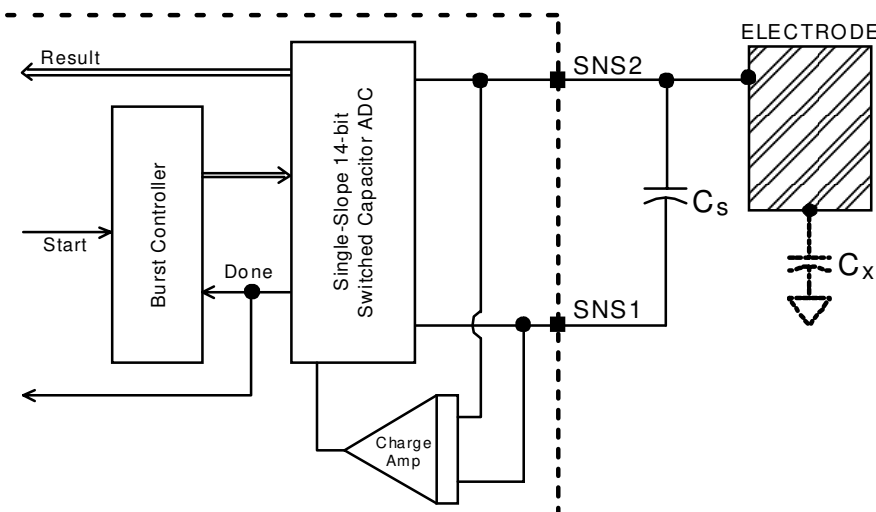 ELECTRODE
Result
SNS2
Single-Slope 14-bit
Switched Capacitor ADC
Burst Controller
Cs
Start
Done
Cx
SNS1
Charge
Amp